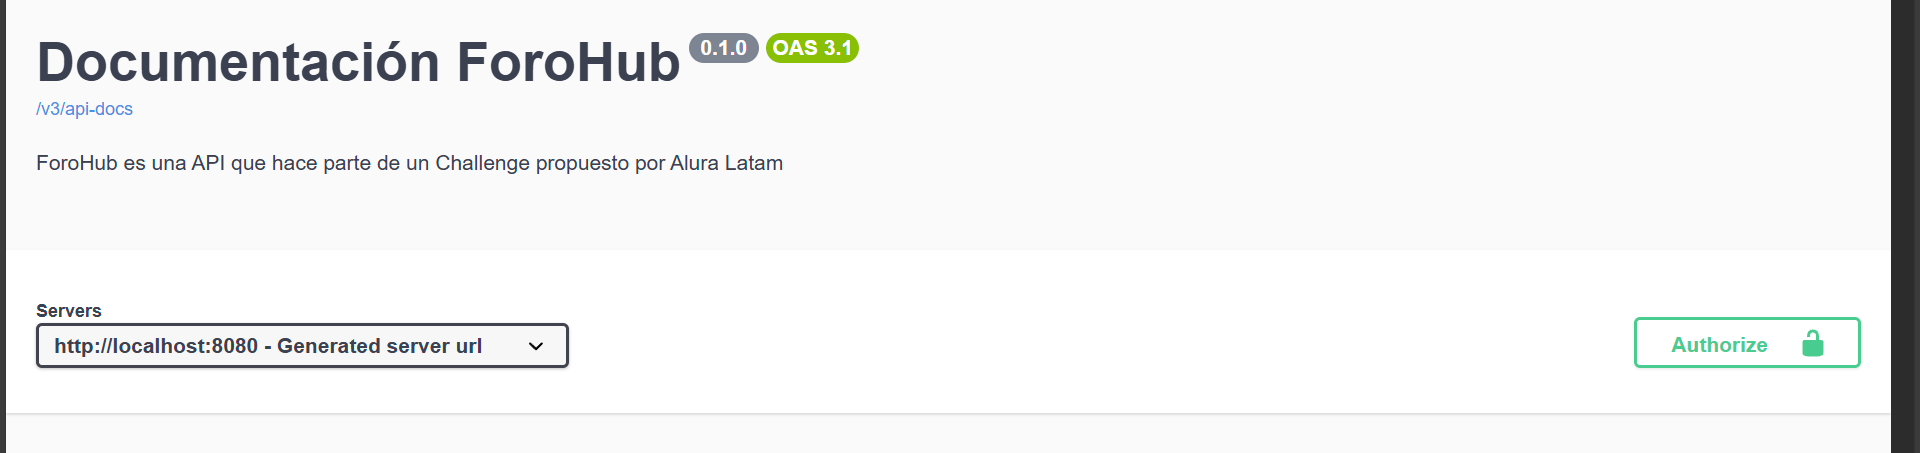 Documentación ForoHub 0.1.0 OAS 3.1
/v3/api-docs
ForoHub es una API que hace parte de un Challenge propuesto por Alura Latam
Servers
http://localhost:8080 - Generated server url
Authorize